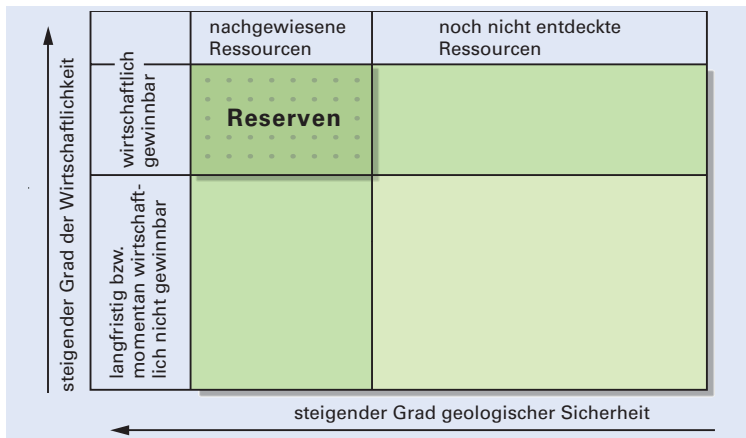 nachgewiesene
Ressourcen
noch nicht entdeckte
Ressourcen
steigender Grad der Wirtschaftlichkeit
wirtschaftlich
gewinnbar
Reserven
langfristig bzw.
momentan wirtschaft-
lich nicht gewinnbar
steigender Grad geologischer Sicherheit